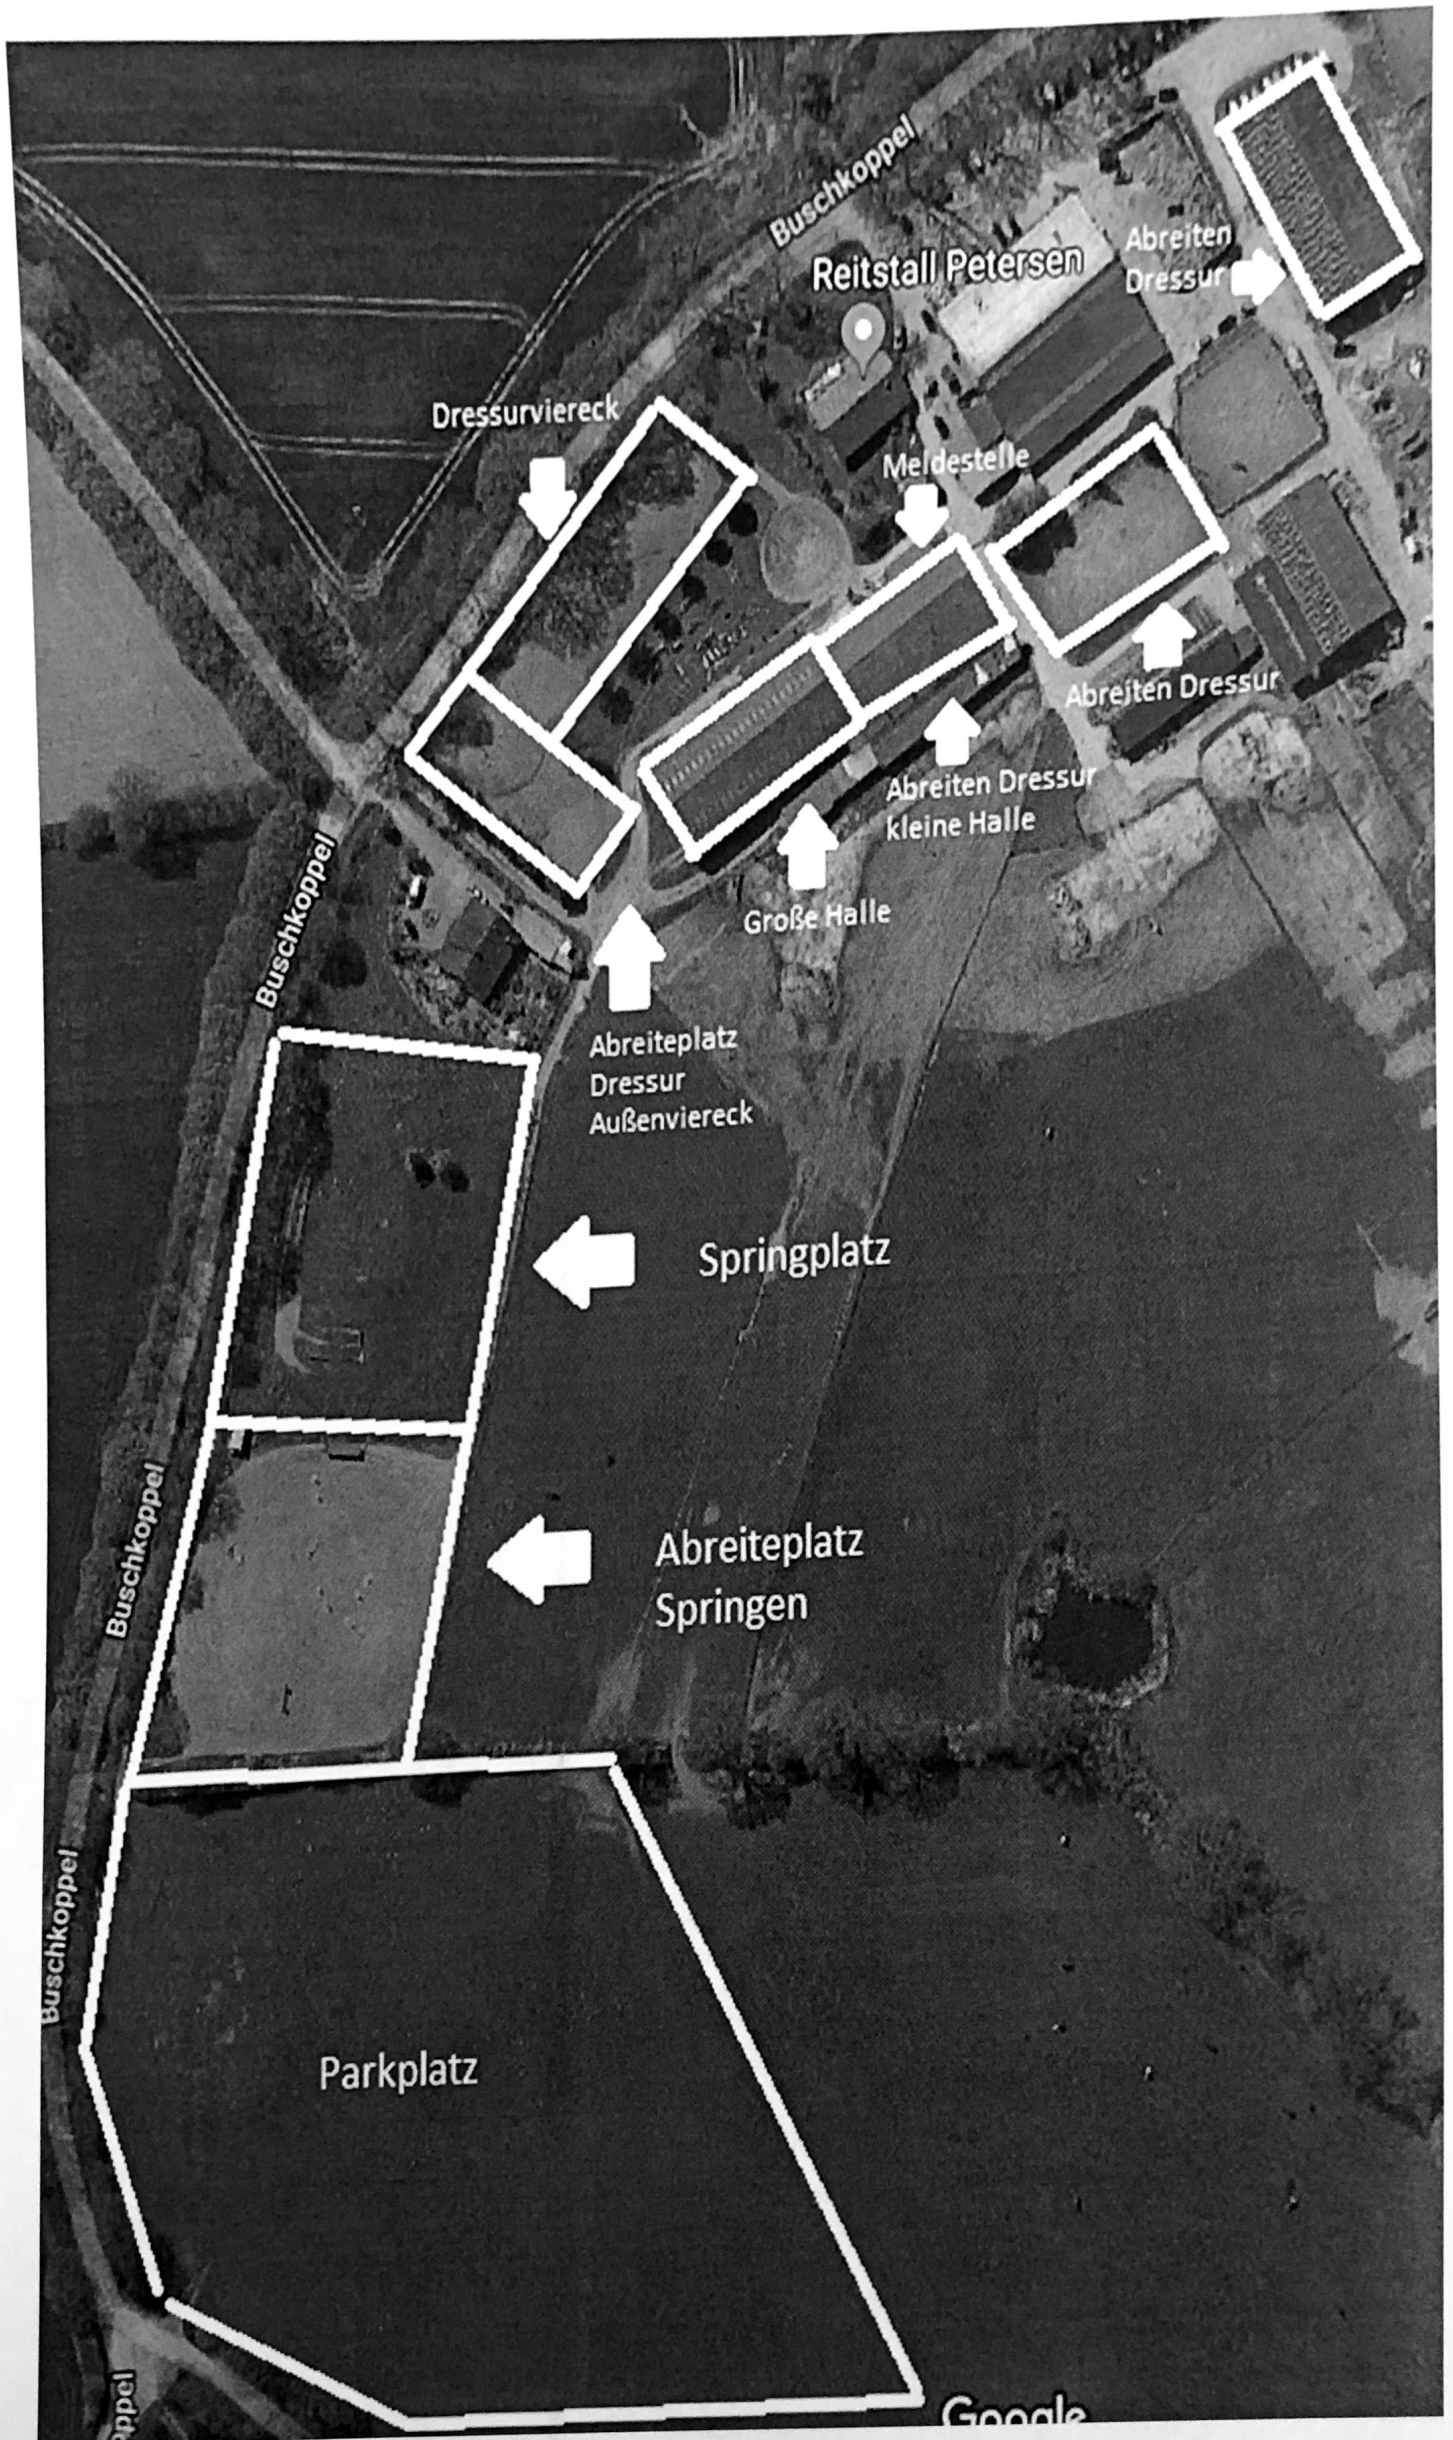 Buschkoppel
Reitstall Petersen
Abreiten
Dressur
Dressurviereck
Meldestelle
Abreiten Dressur
Abreiten Dressur
kleine Halle
Große Halle
Buschkoppel
Abreiteplatz
Dressur
Außenviereck
Springplatz
Buschkoppel
Abreiteplatz
Springen
Buschkoppel
Parkplatz
oppel
Google